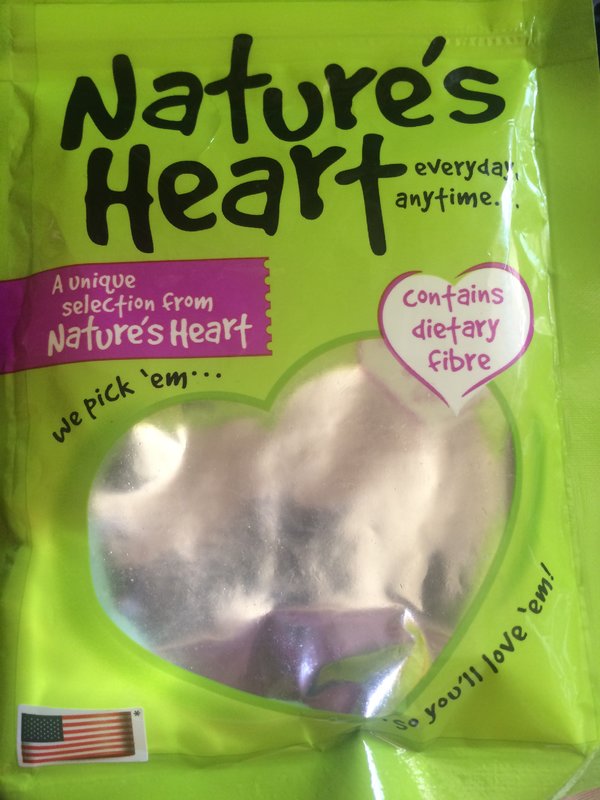 Nature's
Heart
everyday,
anytime...
A unique
selection from
Nature's Heart
contains
dietary
fibre
we pick 'em...
So you'll love 'em!
*